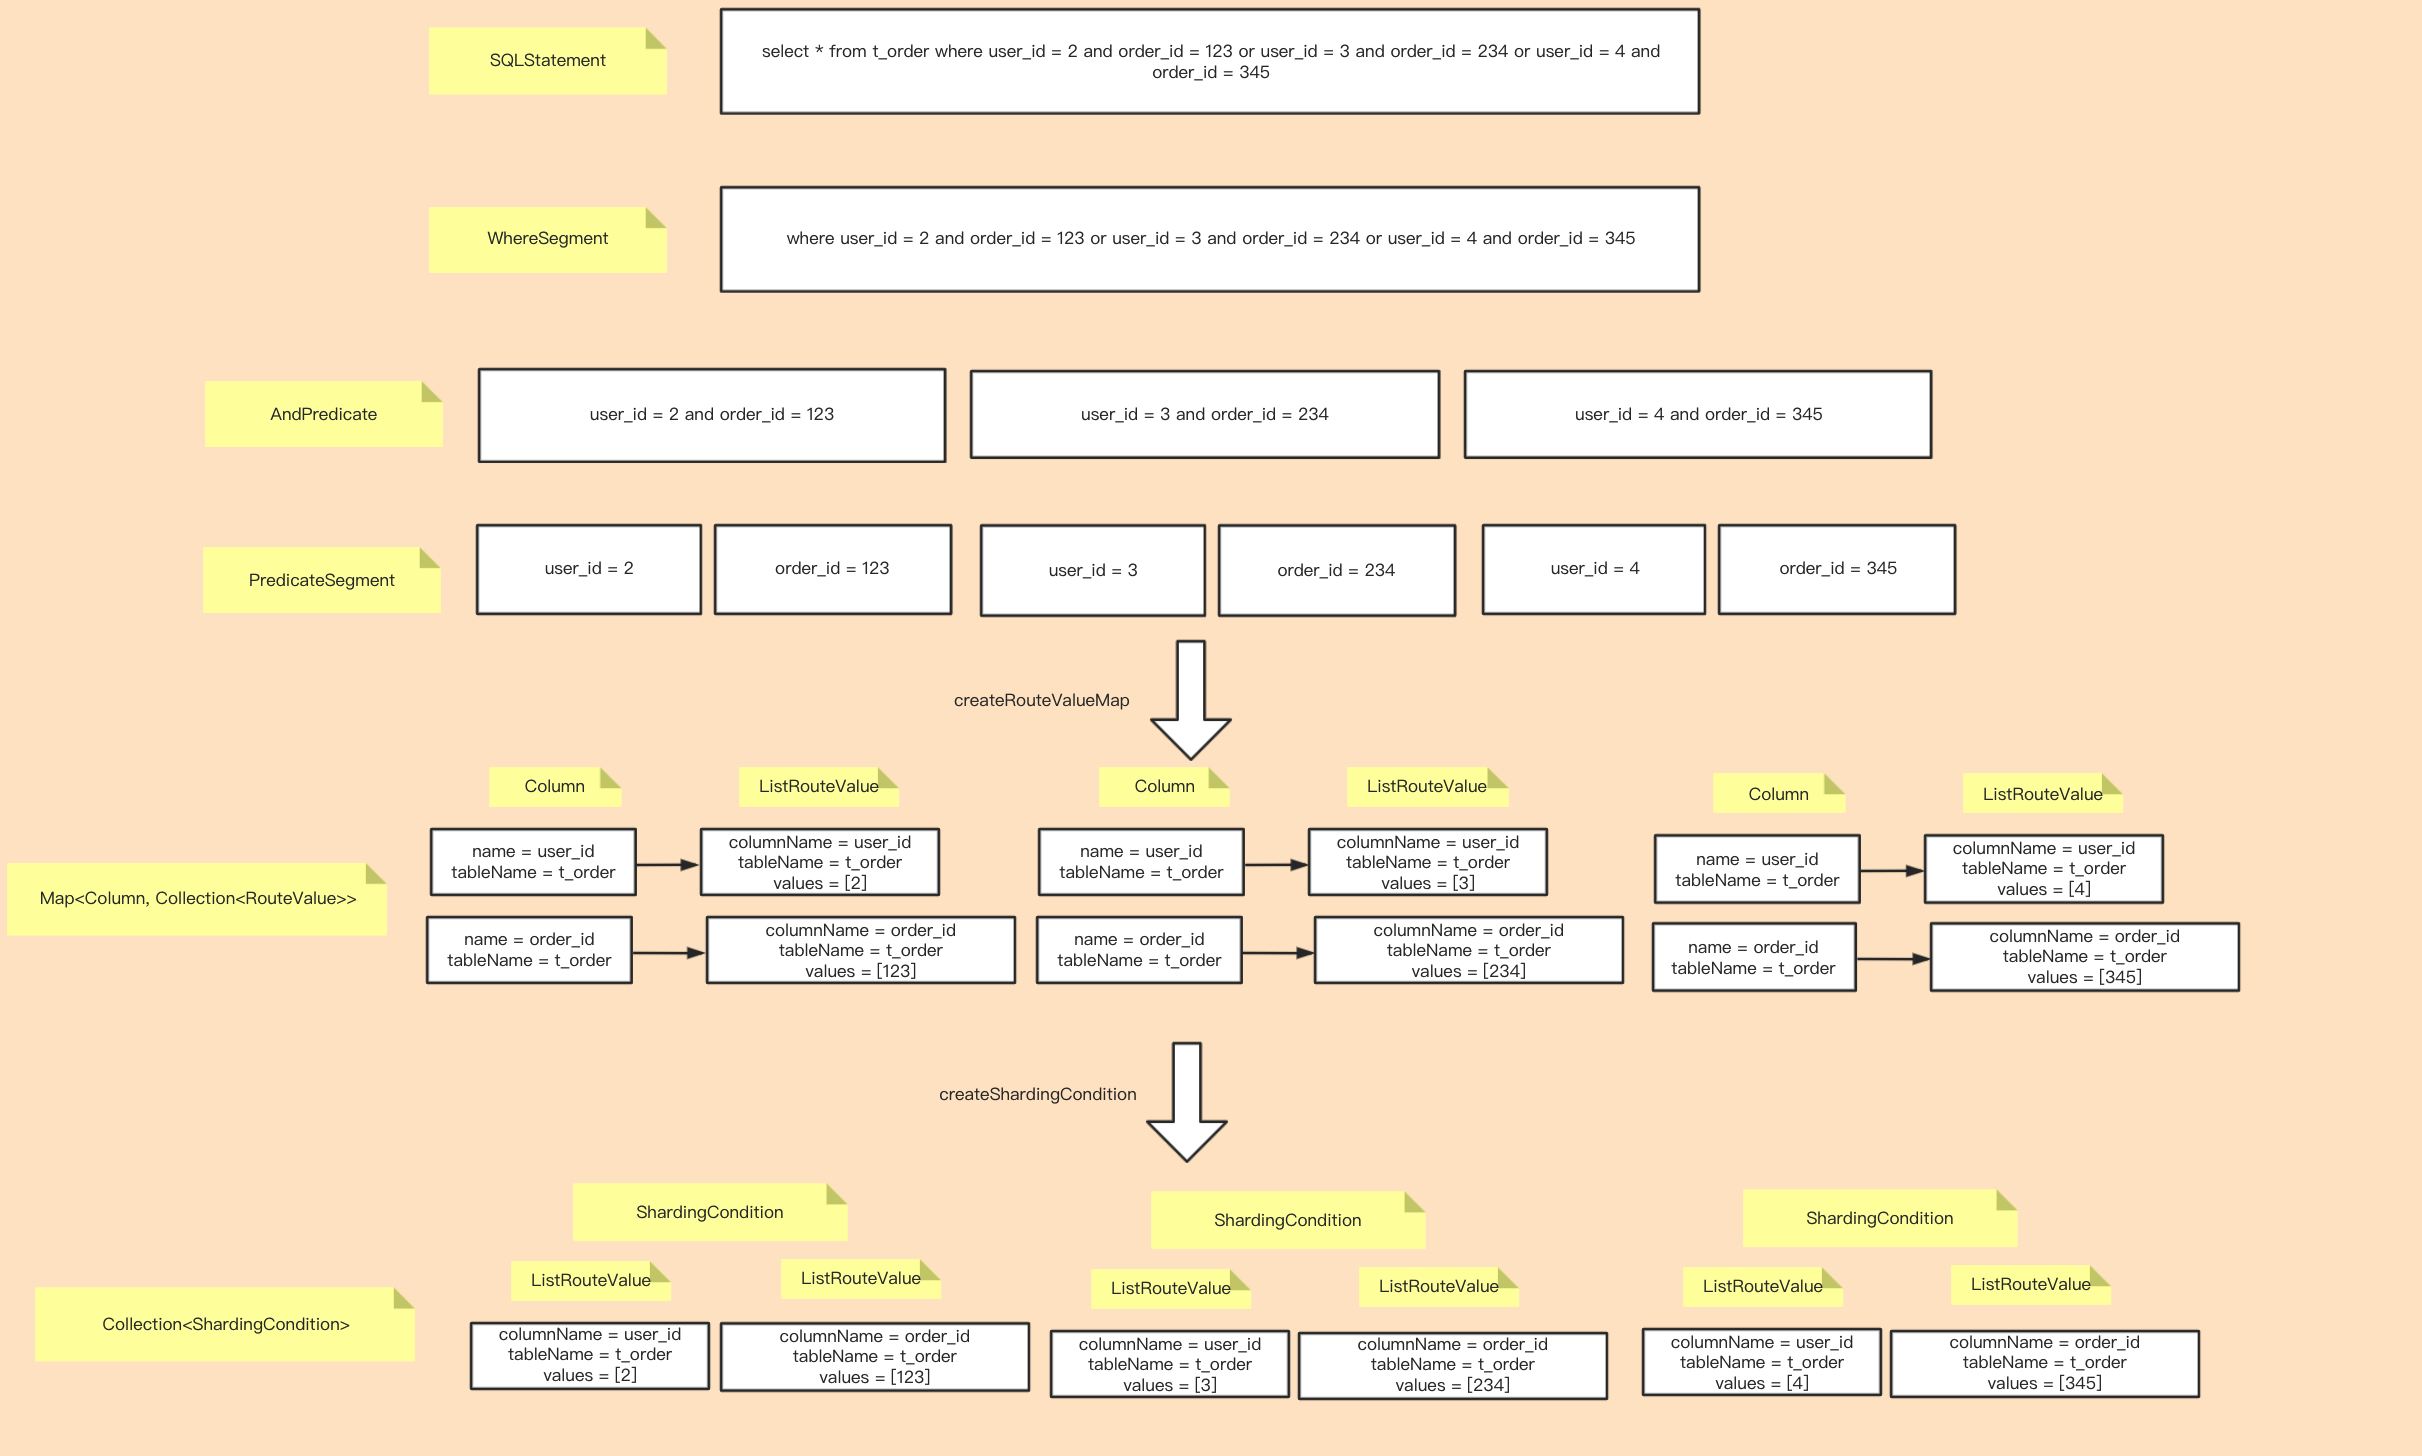 SQLStatement
select * from t_order where user_id = 2 and order_id = 123 or user_id = 3 and order_id = 234 or user_id = 4 and
order_id = 345
WhereSegment
where user_id = 2 and order_id = 123 or user_id = 3 and order_id = 234 or user_id = 4 and order_id = 345
AndPredicate
user_id = 2 and order_id = 123
user_id = 3 and order_id = 234
user_id = 4 and order_id = 345
PredicateSegment
user_id = 2
order_id = 123
user_id = 3
order_id = 234
user_id = 4
order_id = 345
createRouteValueMap
Map<Column, Collection<RouteValue>>
Column
ListRouteValue
name = user_id
tableName = t_order
columnName = user_id
tableName = t_order
values = [2]
name = order_id
tableName = t_order
columnName = order_id
tableName = t_order
values = [123]
Column
ListRouteValue
name = user_id
tableName = t_order
columnName = user_id
tableName = t_order
values = [3]
name = order_id
tableName = t_order
columnName = order_id
tableName = t_order
values = [234]
Column
ListRouteValue
name = user_id
tableName = t_order
columnName = user_id
tableName = t_order
values = [4]
name = order_id
tableName = t_order
columnName = order_id
tableName = t_order
values = [345]
createShardingCondition
Collection<ShardingCondition>
ShardingCondition
ListRouteValue
columnName = user_id
tableName = t_order
values = [2]
ListRouteValue
columnName = order_id
tableName = t_order
values = [123]
ShardingCondition
ListRouteValue
columnName = user_id
tableName = t_order
values = [3]
ListRouteValue
columnName = order_id
tableName = t_order
values = [234]
ShardingCondition
ListRouteValue
columnName = user_id
tableName = t_order
values = [4]
ListRouteValue
columnName = order_id
tableName = t_order
values = [345]